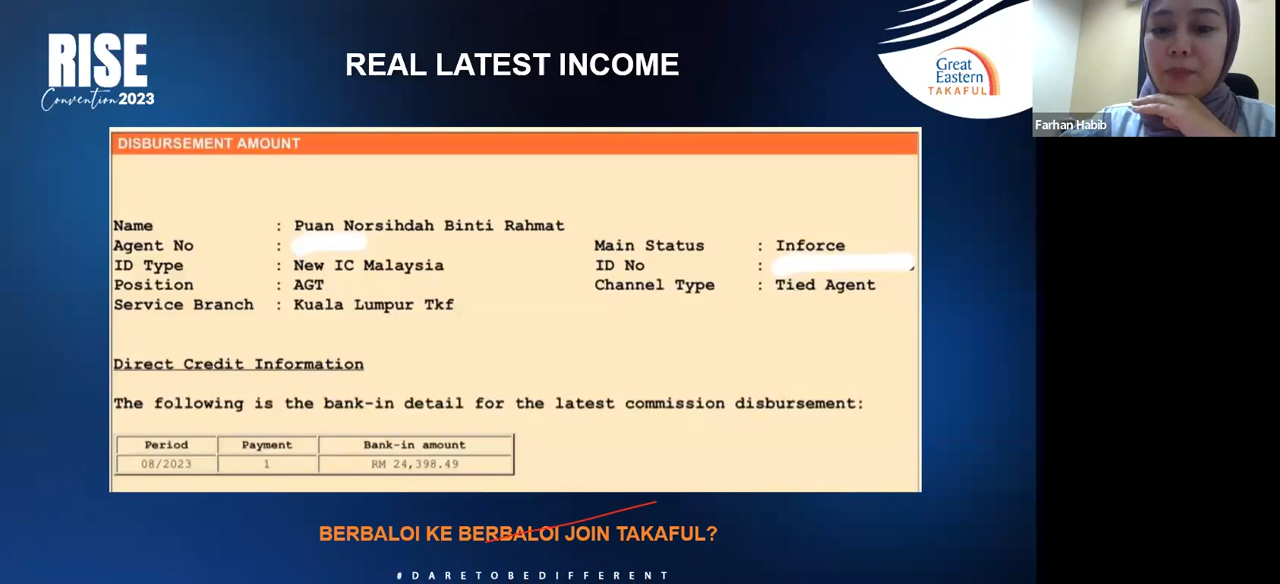 RISE
Convention 2023
REAL LATEST INCOME
Great
Eastern
TAKAFUL
Farhan Habib
DISBURSEMENT AMOUNT
Name : Puan Norsihdah Binti Rahmat
Agent No : Main Status : Inforce
ID Type : New IC Malaysia ID No :
Position : AGT Channel Type : Tied Agent
Service Branch : Kuala Lumpur Tkf
Direct Credit Information
The following is the bank-in detail for the latest commission disbursement:
Period Payment Bank-in amount
08/2023 1 RM 24,398.49
BERBALOI KE BERBALOI JOIN TAKAFUL?
#DARETOBEDIFFERENT